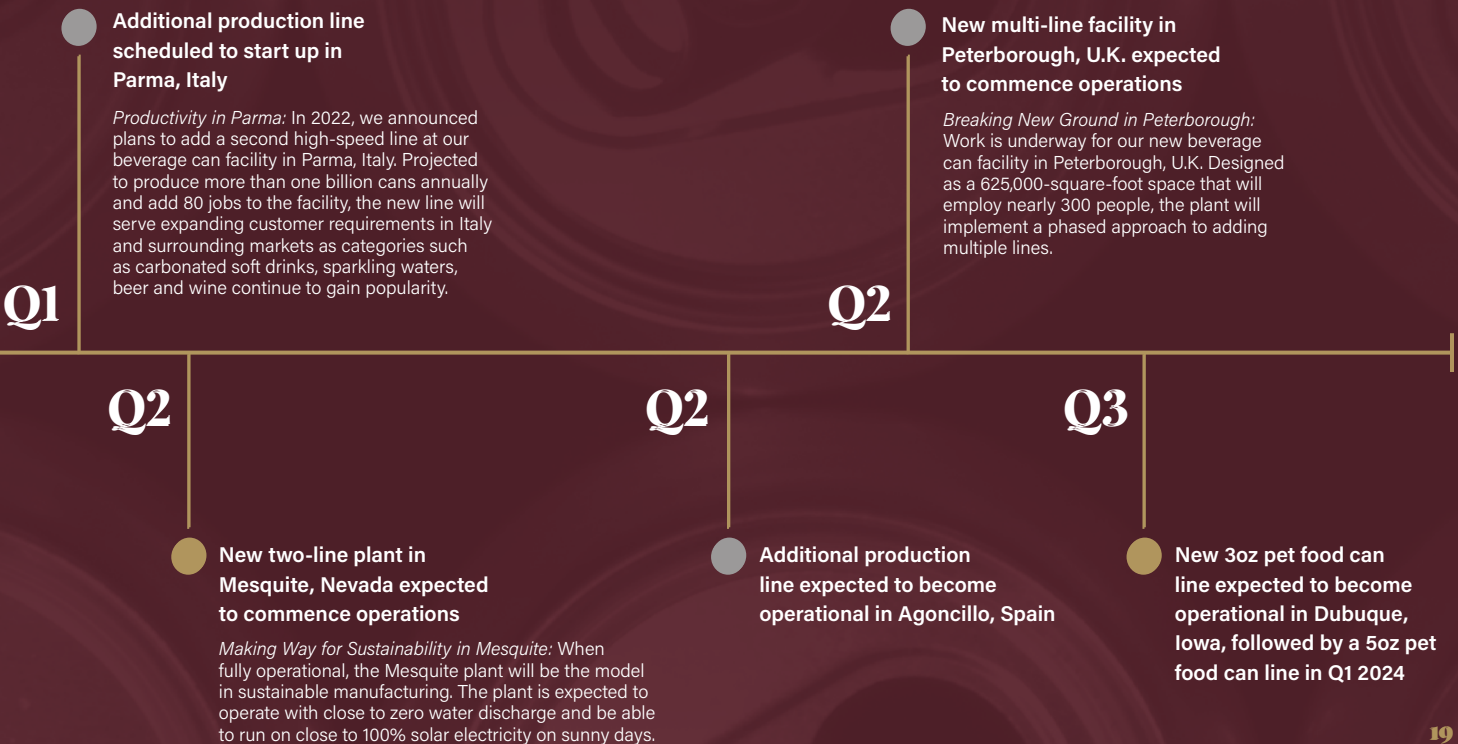 Additional production line
scheduled to start up in
Parma, Italy
Productivity in Parma: In 2022, we announced
plans to add a second high-speed line at our
beverage can facility in Parma, Italy. Projected
to produce more than one billion cans annually
and add 80 jobs to the facility, the new line will
serve expanding customer requirements in Italy
and surrounding markets as categories such
as carbonated soft drinks, sparkling waters,
beer and wine continue to gain popularity.
Q1
New multi-line facility in
Peterborough, U.K. expected
to commence operations
Breaking New Ground in Peterborough:
Work is underway for our new beverage
can facility in Peterborough, U.K. Designed
as a 625,000-square-foot space that will
employ nearly 300 people, the plant will
implement a phased approach to adding
multiple lines.
Q2
Q2
New two-line plant in
Mesquite, Nevada expected
to commence operations
Making Way for Sustainability in Mesquite: When
fully operational, the Mesquite plant will be the model
in sustainable manufacturing. The plant is expected to
operate with close to zero water discharge and be able
to run on close to 100% solar electricity on sunny days.
Q2
Additional production
line expected to become
operational in Agoncillo, Spain
Q3
New 3oz pet food can
line expected to become
operational in Dubuque,
Iowa, followed by a 5oz pet
food can line in Q1 2024
19